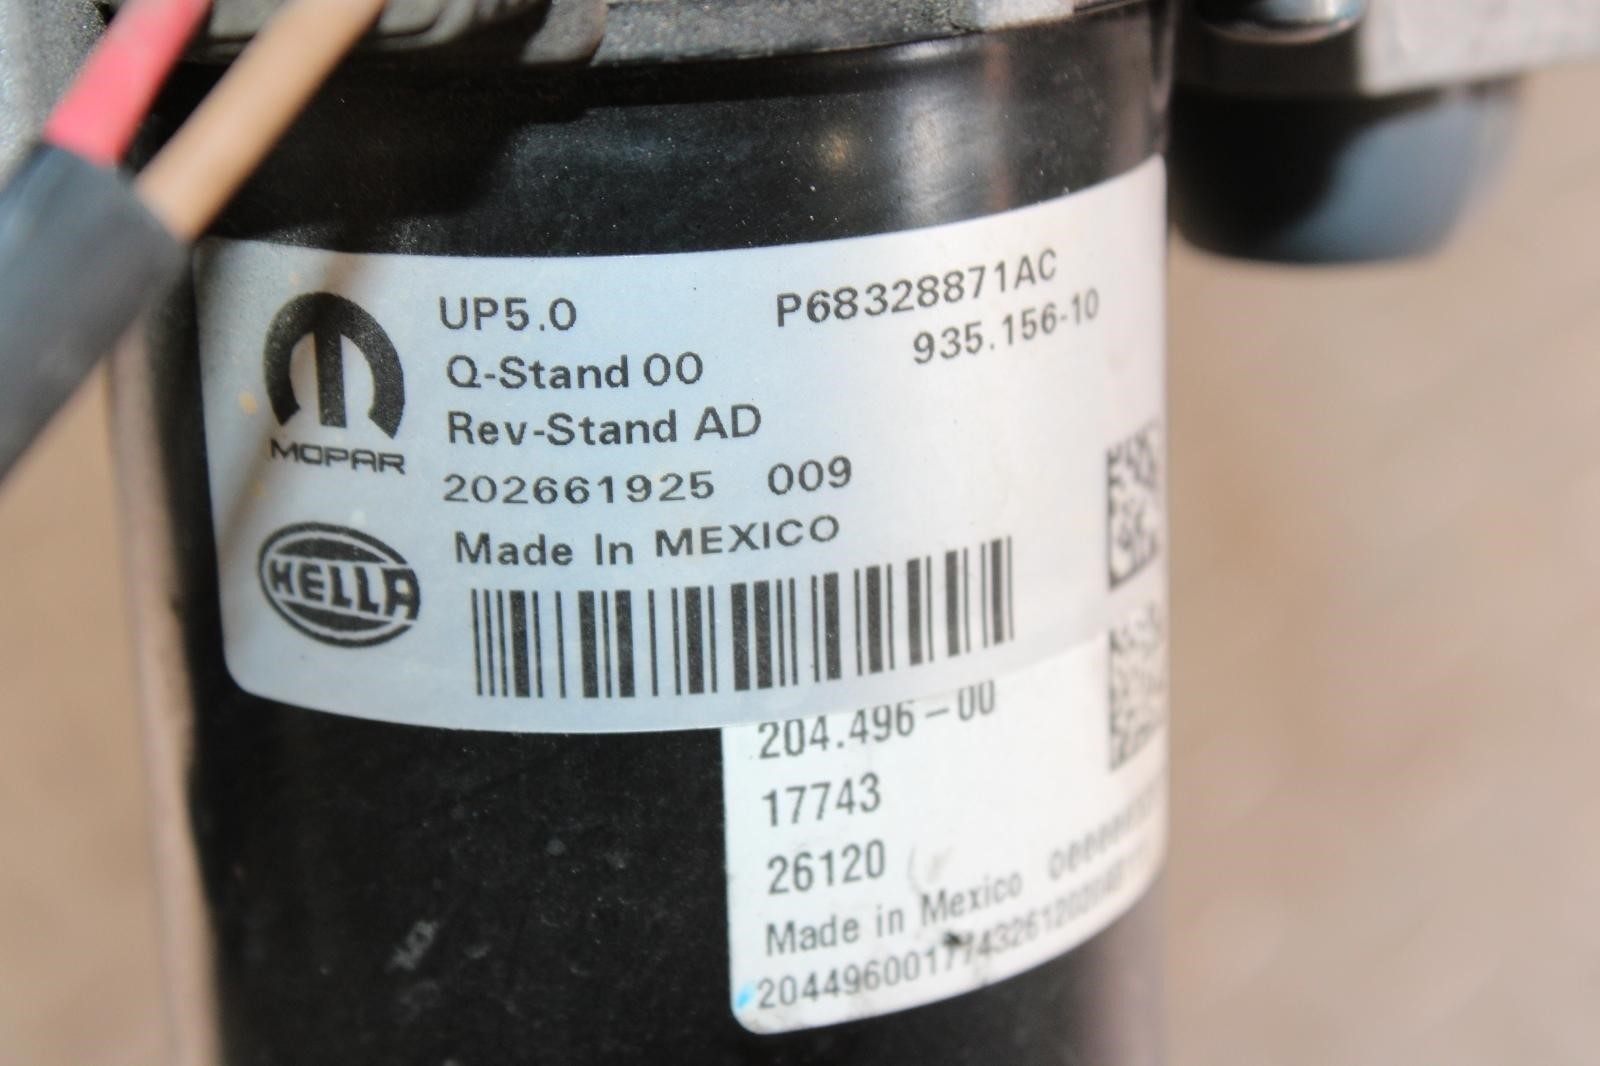 UP5.0 P68328871AC
Q-Stand 00 935.156-10
Rev-Stand AD
MOPAR
202661925 009
Made In MEXICO
HELLA
204.496-00
17743
26120
Made in Mexico